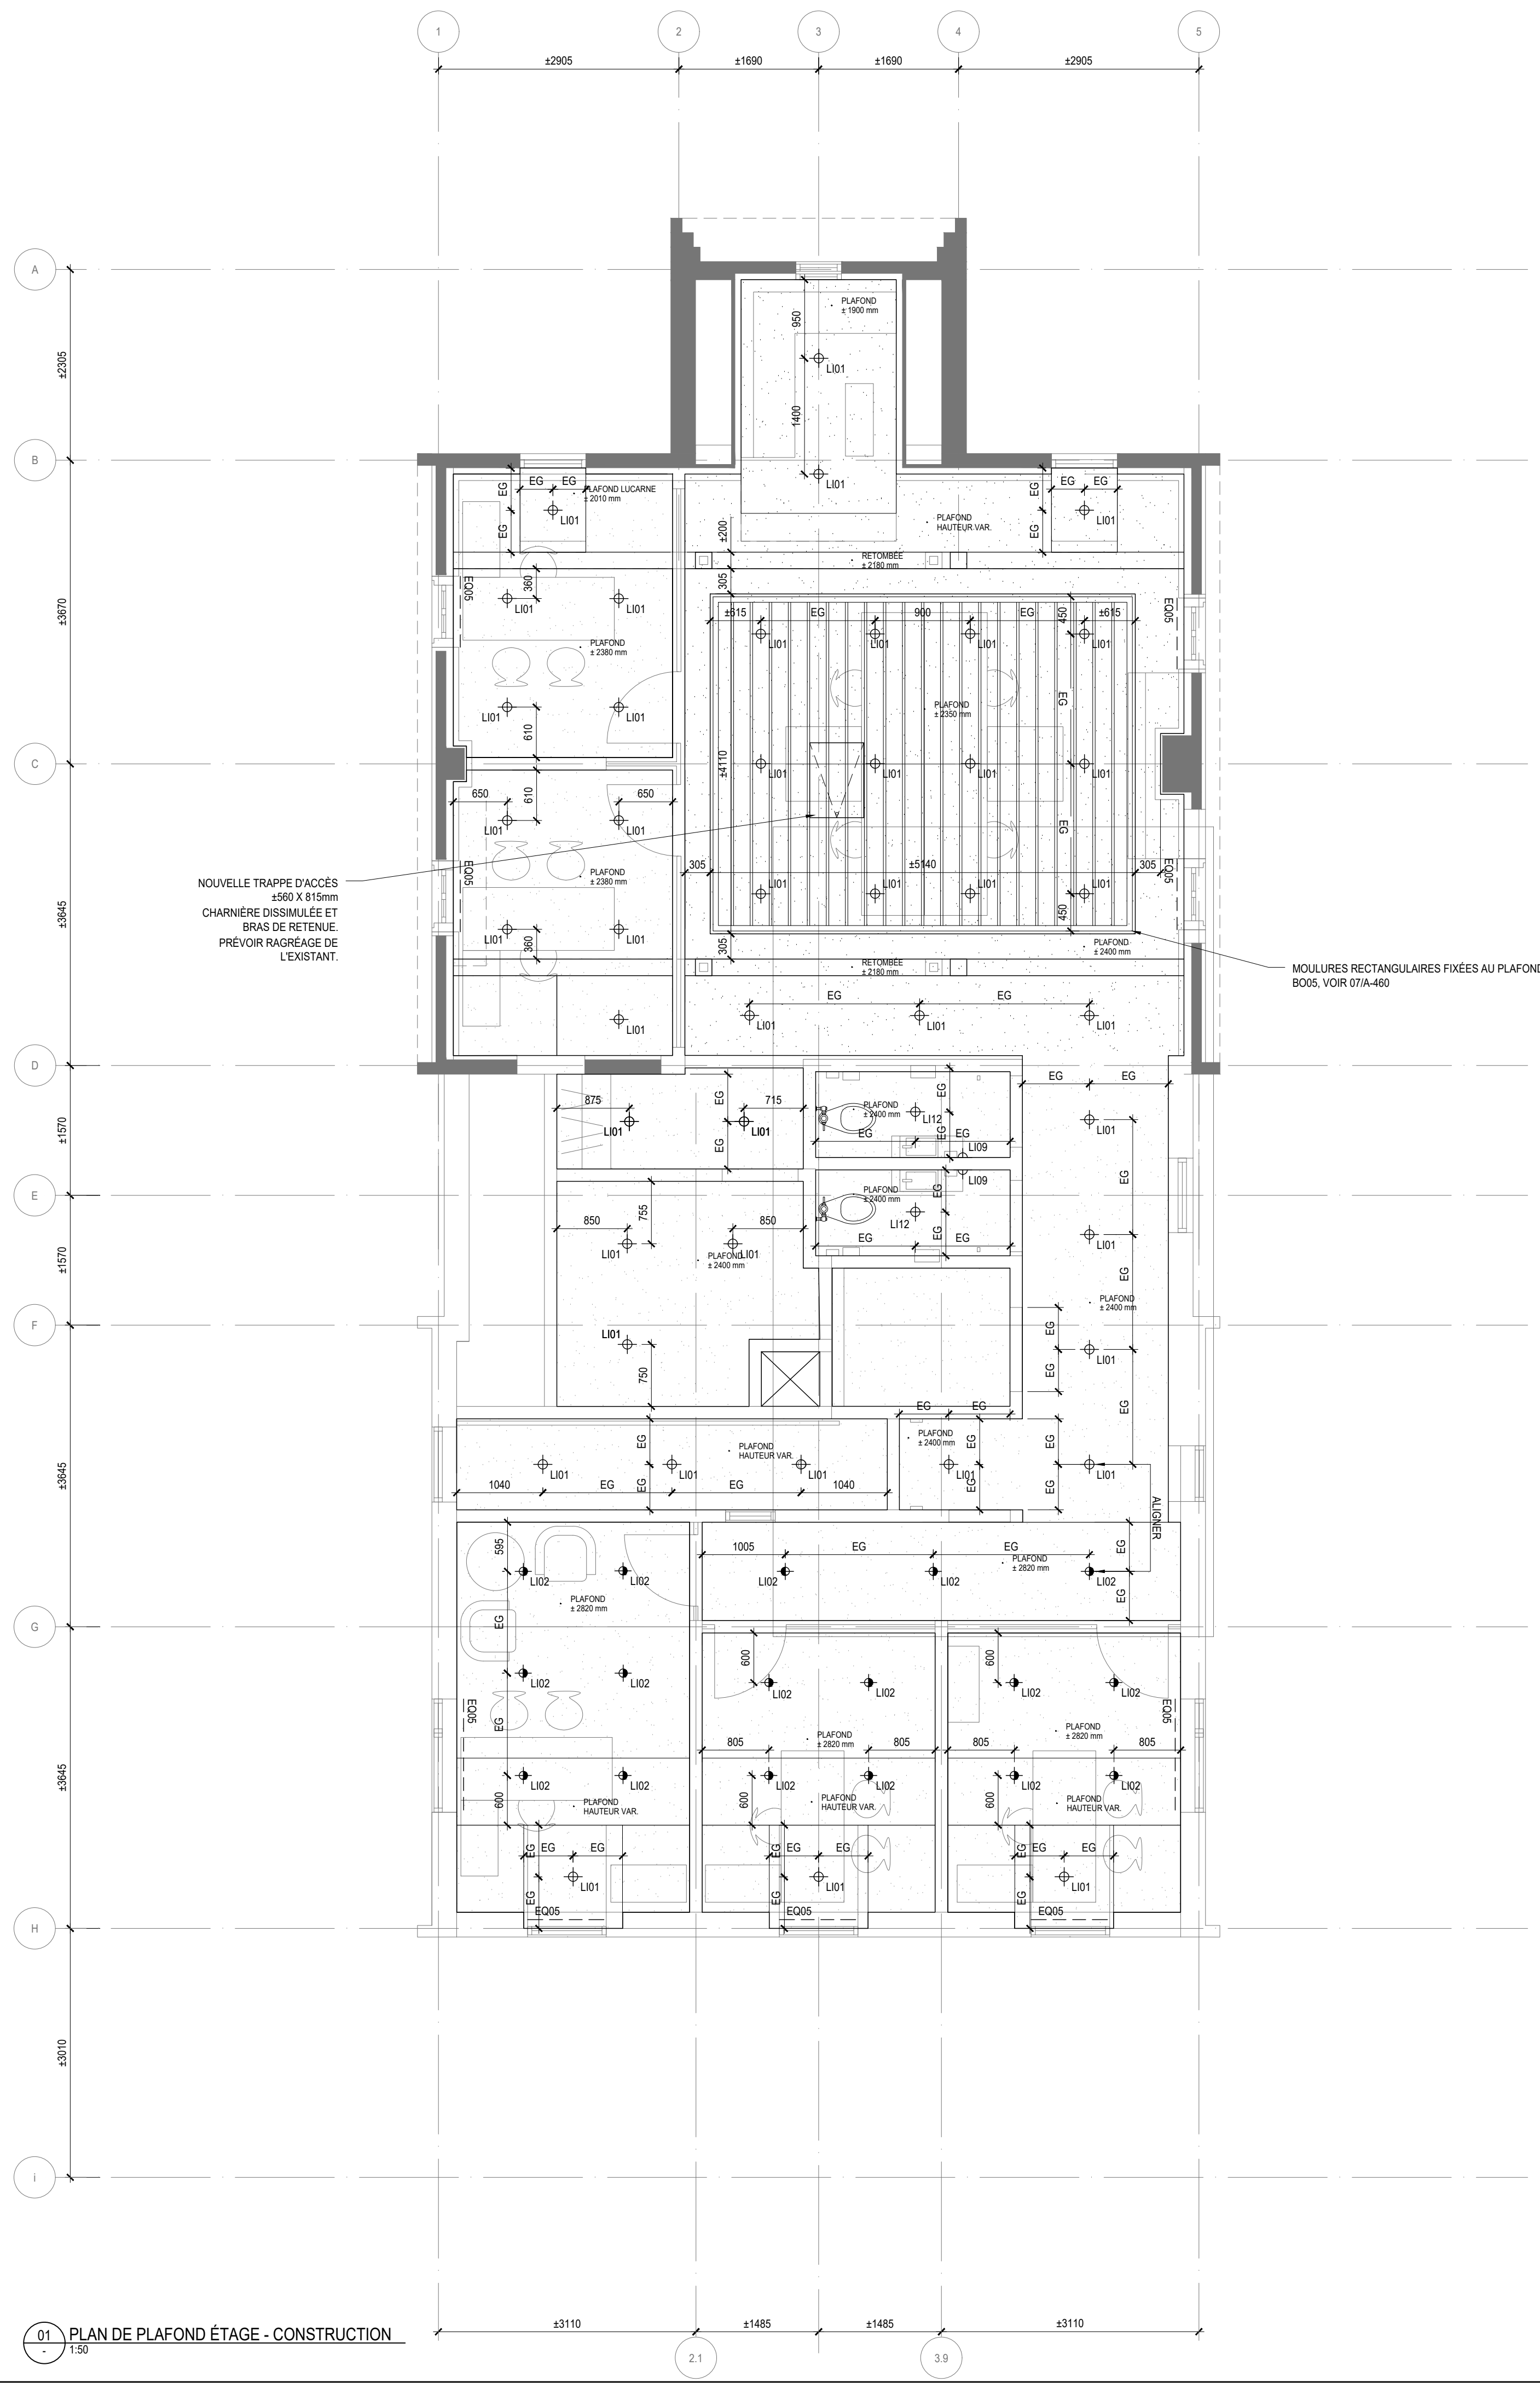 1
2
3
4
5
±2905
±1690
±1690
±2905
A
±2305
B
±3670
C
±3645
D
±1570
E
±1570
F
±3645
G
±3645
H
±3010
i
PLAFOND
± 1900 mm
950
LI01
1400
LI01
EG
EG
EG
EG
PLAFOND LUCARNE
± 2010 mm
LI01
PLAFOND
HAUTEUR VAR.
EG
EG
EG
EG
LI01
±200
RETOMBÉE
± 2180 mm
305
EQ05
360
LI01
LI01
PLAFOND
± 2380 mm
LI01
LI01
610
EQ05
±615
EG
900
EG
±615
450
LI01
LI01
LI01
LI01
EG
PLAFOND
± 2350 mm
±4110
LI01
LI01
LI01
LI01
EG
650
610
650
LI01
LI01
EQ05
PLAFOND
± 2380 mm
LI01
LI01
360
305
±5140
305
EQ05
LI01
LI01
LI01
LI01
450
305
PLAFOND
± 2400 mm
RETOMBÉE
± 2180 mm
NOUVELLE TRAPPE D'ACCÈS
±560 X 815mm
CHARNIÈRE DISSIMULÉE ET
BRAS DE RETENUE.
PRÉVOIR RAGRÉAGE DE
L'EXISTANT.
MOULURES RECTANGULAIRES FIXÉES AU PLAFOND
BO05, VOIR 07/A-460
LI01
EG
EG
LI01
LI01
LI01
875
715
EG
EG
LI01
LI01
PLAFOND
± 2400 mm
EG
EG
LI12
EG
EG
LI09
LI09
PLAFOND
± 2400 mm
EG
EG
LI12
EG
EG
EG
EG
LI01
EG
LI01
EG
PLAFOND
± 2400 mm
LI01
EG
EG
EG
850
755
850
LI01
LI01
PLAFOND
± 2400 mm
LI01
750
EG
EG
PLAFOND
HAUTEUR VAR.
LI01
LI01
LI01
1040
EG
EG
1040
EG
EG
PLAFOND
± 2400 mm
EG
EG
LI01
EG
EG
LI01
ALIGNER
595
LI02
LI02
PLAFOND
± 2820 mm
EG
LI02
LI02
EG
EQ05
LI02
LI02
600
PLAFOND
HAUTEUR VAR.
EG
EG
EG
EG
LI01
EQ05
1005
EG
EG
PLAFOND
± 2820 mm
LI02
LI02
LI02
EG
EG
600
LI02
LI02
PLAFOND
± 2820 mm
805
805
LI02
LI02
600
PLAFOND
HAUTEUR VAR.
EG
EG
EG
EG
LI01
EQ05
600
LI02
LI02
EQ05
PLAFOND
± 2820 mm
805
805
LI02
LI02
600
PLAFOND
HAUTEUR VAR.
EG
EG
EG
EG
LI01
EQ05
±3110
±1485
±1485
±3110
2.1
3.9
01
-
PLAN DE PLAFOND ÉTAGE - CONSTRUCTION
1:50